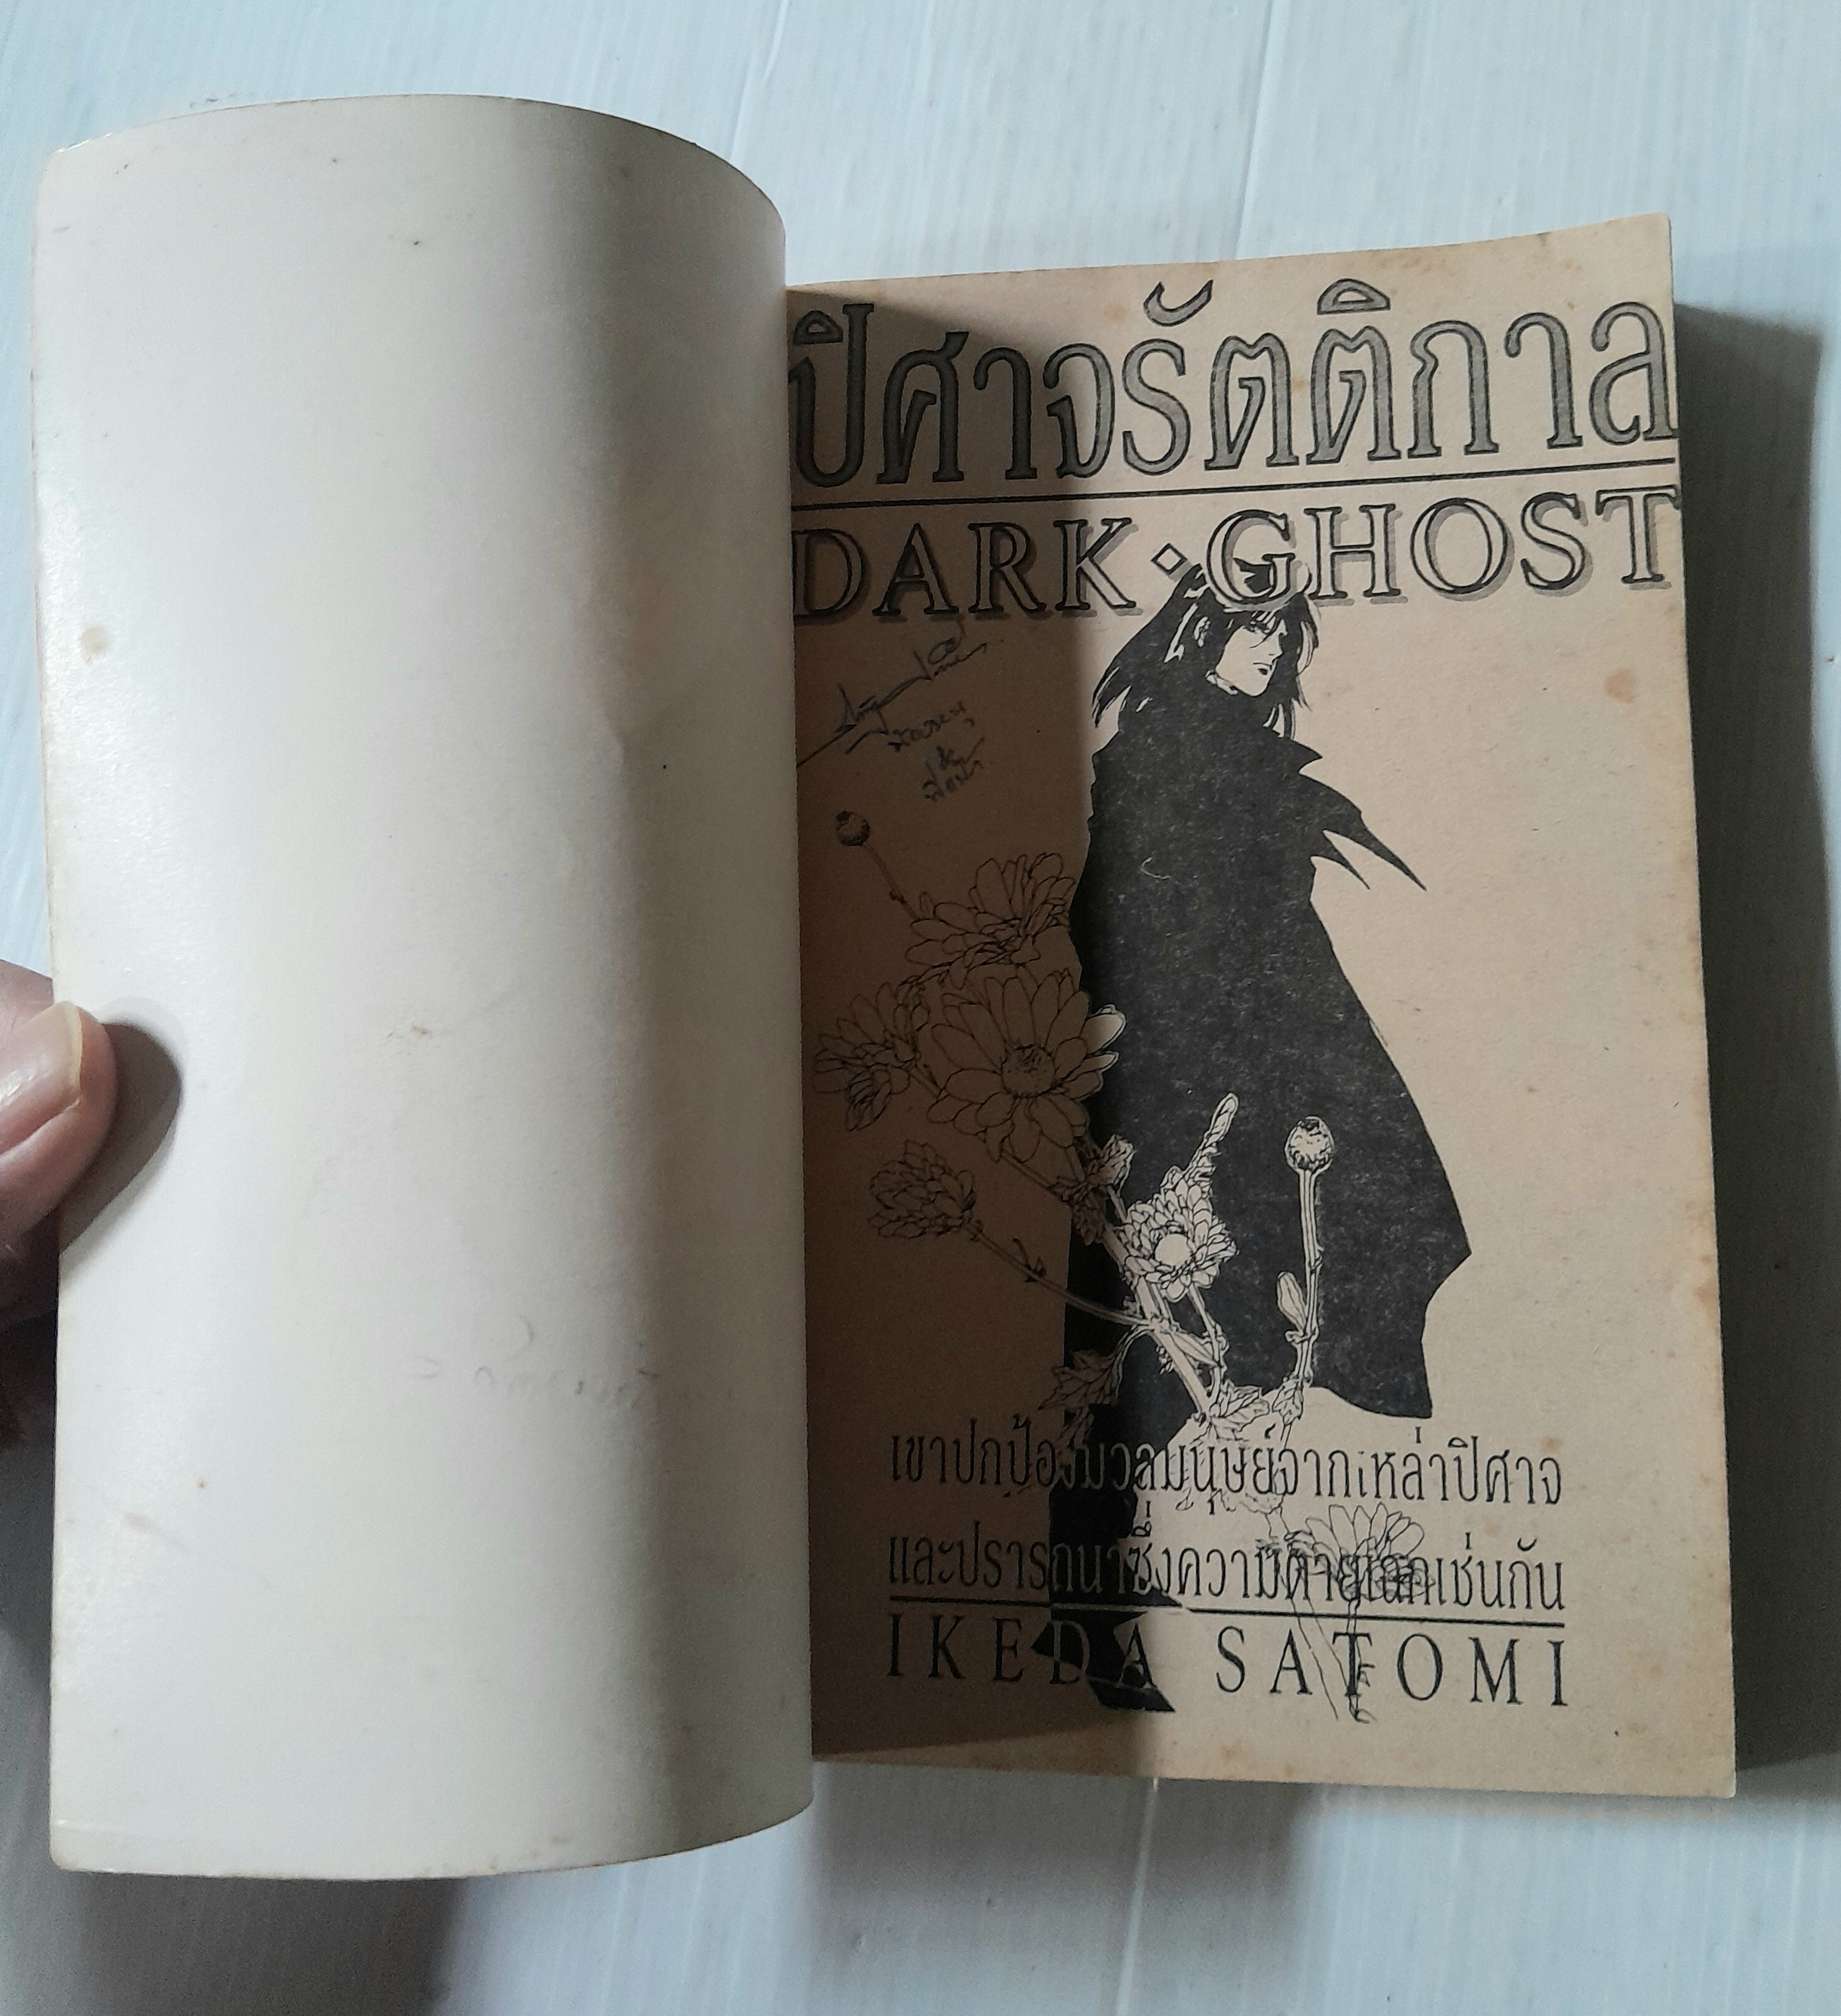 ปิศาจรัตติกาล
DARK·GHOST
เขาปกป้องมวลมนุษย์จากเหล่าปิศาจ
และปรารถนาซึ่งความตายเฉกเช่นกัน
IKEDA SATOMI